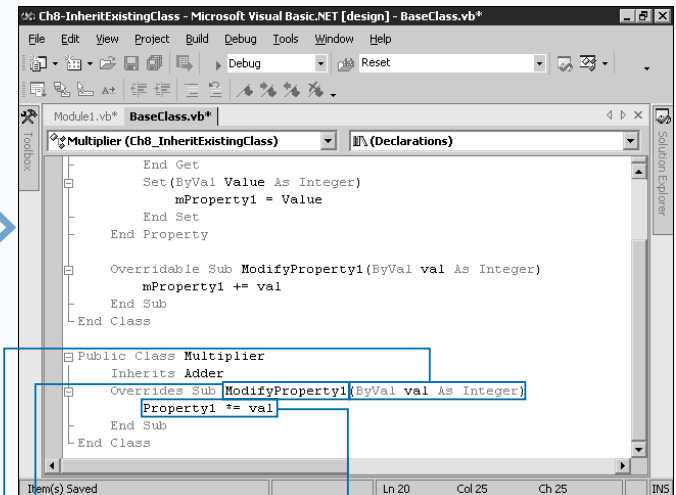 Ch8-InheritExistingClass - Microsoft Visual Basic.NET [design] - BaseClass.vb*
File Edit View Project Build Debug Tools Window Help
Debug Reset
Module1.vb* BaseClass.vb*
Toolbox
Solution Explorer
Multiplier (Ch8_InheritExistingClass) (Declarations)
End Get
Set(ByVal Value As Integer)
mProperty1 = Value
End Set
End Property
Overridable Sub ModifyProperty1(ByVal val As Integer)
mProperty1 += val
End Sub
End Class
Public Class Multiplier
Inherits Adder
Overrides Sub ModifyProperty1(ByVal val As Integer)
Property1 *= val
End Sub
End Class
Item(s) Saved Ln 20 Col 25 Ch 25 INS